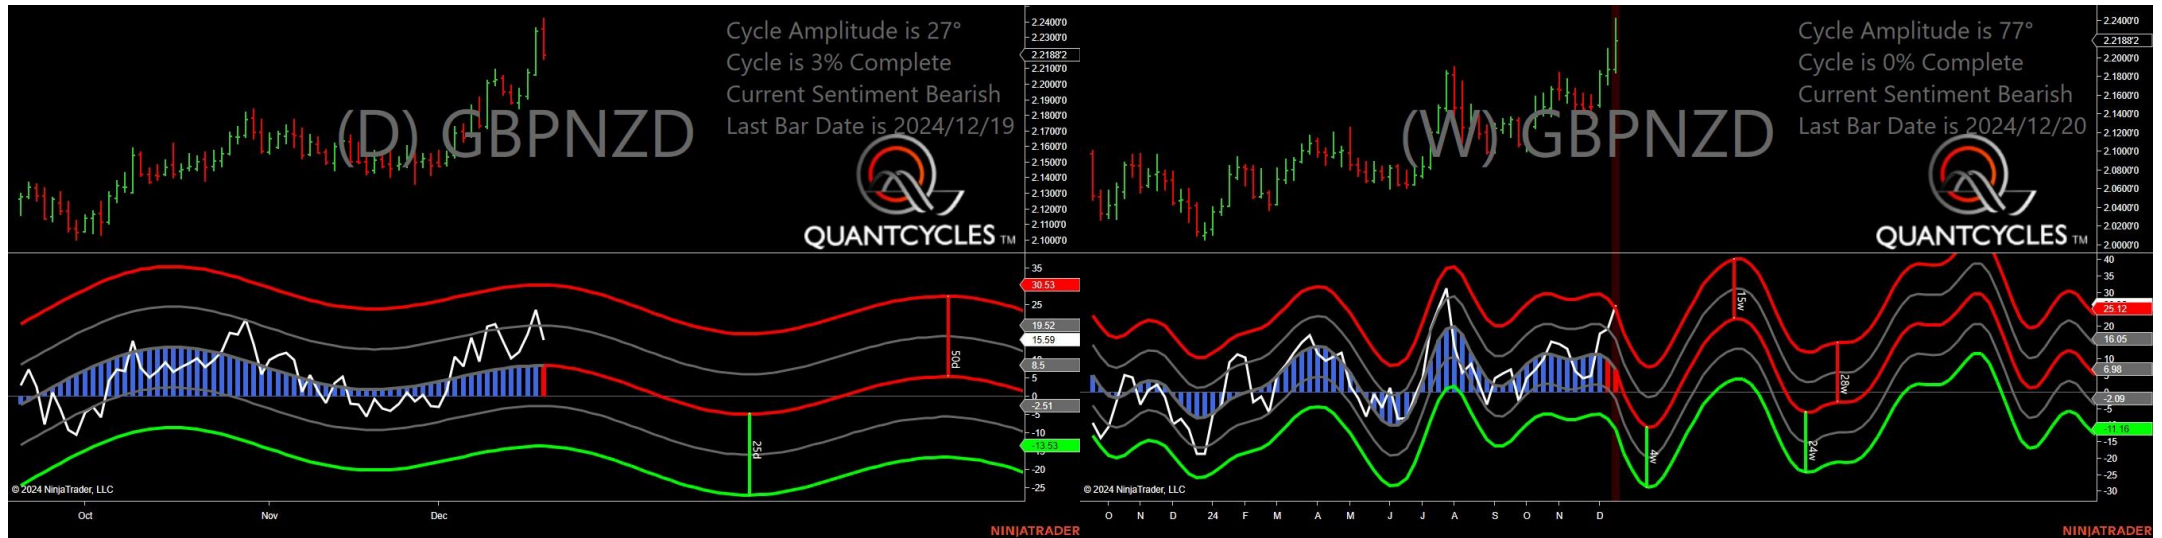 Cycle Amplitude is 27°
Cycle is 3% Complete
Current Sentiment Bearish
Last Bar Date is 2024/12/19
(D) GBPNZD
QUANTCYCLES TM
2.2400'0
2.2300'0
2.2188'2
2.2100'0
2.2000'0
2.1900'0
2.1800'0
2.1700'0
2.1600'0
2.1500'0
2.1400'0
2.1300'0
2.1200'0
2.1100'0
2.1000'0
35
30.53
25
19.52
15.59
8.5
5
0
-2.51
-5
-10
-13.53
-20
-25
50d
25d
© 2024 NinjaTrader, LLC
Oct
Nov
Dec
NINJATRADER
Cycle Amplitude is 77°
Cycle is 0% Complete
Current Sentiment Bearish
Last Bar Date is 2024/12/20
(W) GBPNZD
QUANTCYCLES TM
2.2400'0
2.2188'2
2.2000'0
2.1800'0
2.1600'0
2.1400'0
2.1200'0
2.1000'0
2.0800'0
2.0600'0
2.0400'0
2.0200'0
2.0000'0
40
35
30
25.12
20
16.05
10
6.98
-2.09
-5
-11.16
-15
-20
-25
-30
15w
28w
4w
24w
© 2024 NinjaTrader, LLC
O
N
D
24
F
M
A
M
J
J
A
S
O
N
D
NINJATRADER